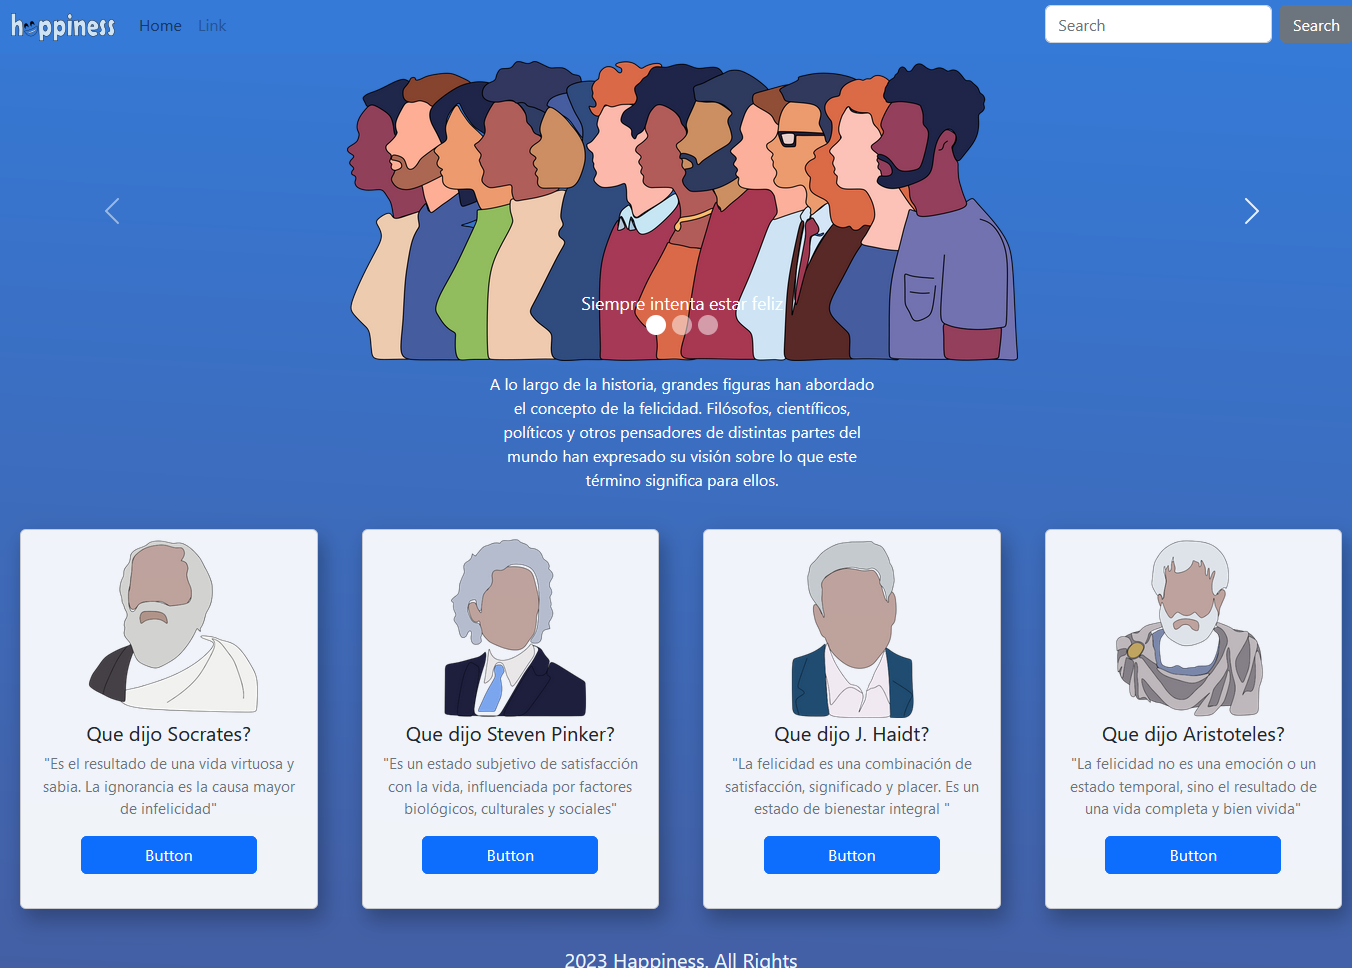 happiness Home Link Search Search
Siempre intenta estar feliz
A lo largo de la historia, grandes figuras han abordado
el concepto de la felicidad. Filósofos, científicos,
políticos y otros pensadores de distintas partes del
mundo han expresado su visión sobre lo que este
término significa para ellos.
Que dijo Socrates?
"Es el resultado de una vida virtuosa y
sabia. La ignorancia es la causa mayor
de infelicidad"
Button
Que dijo Steven Pinker?
"Es un estado subjetivo de satisfacción
con la vida, influenciada por factores
biológicos, culturales y sociales"
Button
Que dijo J. Haidt?
"La felicidad es una combinación de
satisfacción, significado y placer. Es un
estado de bienestar integral "
Button
Que dijo Aristoteles?
"La felicidad no es una emoción o un
estado temporal, sino el resultado de
una vida completa y bien vivida"
Button
2023 Happiness. All Rights